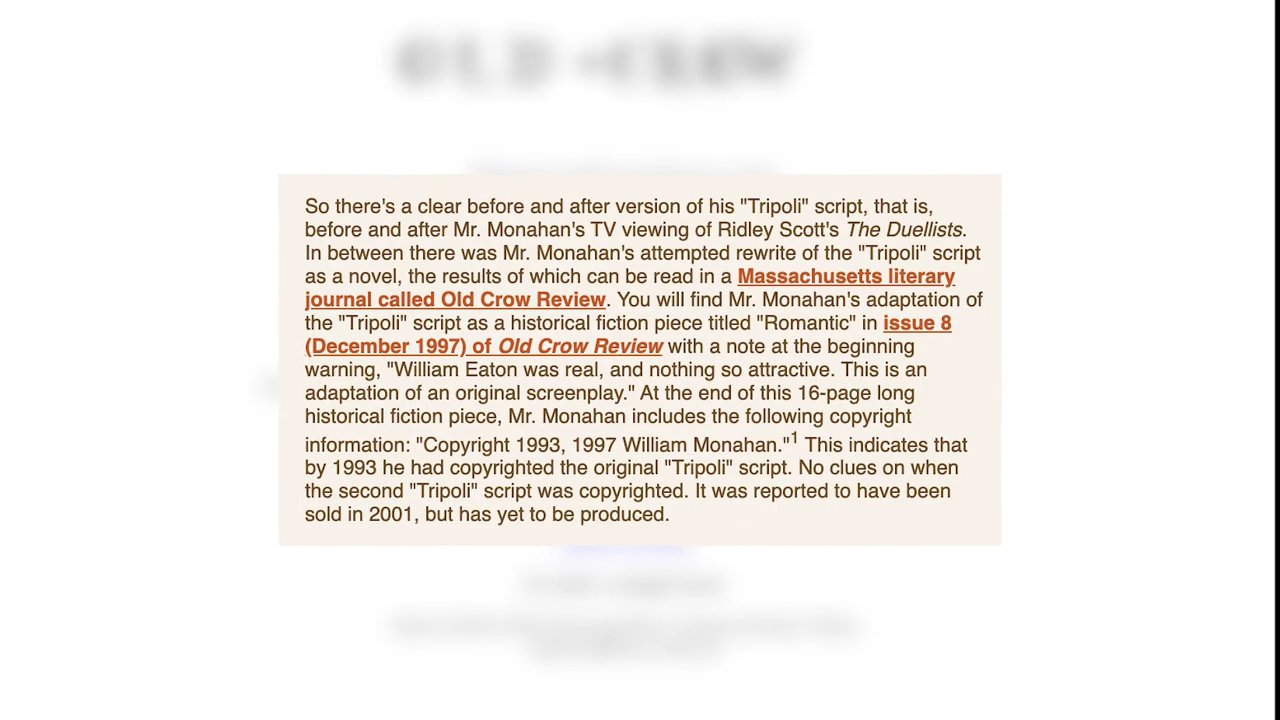 So there's a clear before and after version of his "Tripoli" script, that is,
before and after Mr. Monahan's TV viewing of Ridley Scott's The Duellists.
In between there was Mr. Monahan's attempted rewrite of the "Tripoli" script
as a novel, the results of which can be read in a Massachusetts literary
journal called Old Crow Review. You will find Mr. Monahan's adaptation of
the "Tripoli" script as a historical fiction piece titled "Romantic" in issue 8
(December 1997) of Old Crow Review with a note at the beginning
warning, "William Eaton was real, and nothing so attractive. This is an
adaptation of an original screenplay." At the end of this 16-page long
historical fiction piece, Mr. Monahan includes the following copyright
information: "Copyright 1993, 1997 William Monahan."1 This indicates that
by 1993 he had copyrighted the original "Tripoli" script. No clues on when
the second "Tripoli" script was copyrighted. It was reported to have been
sold in 2001, but has yet to be produced.